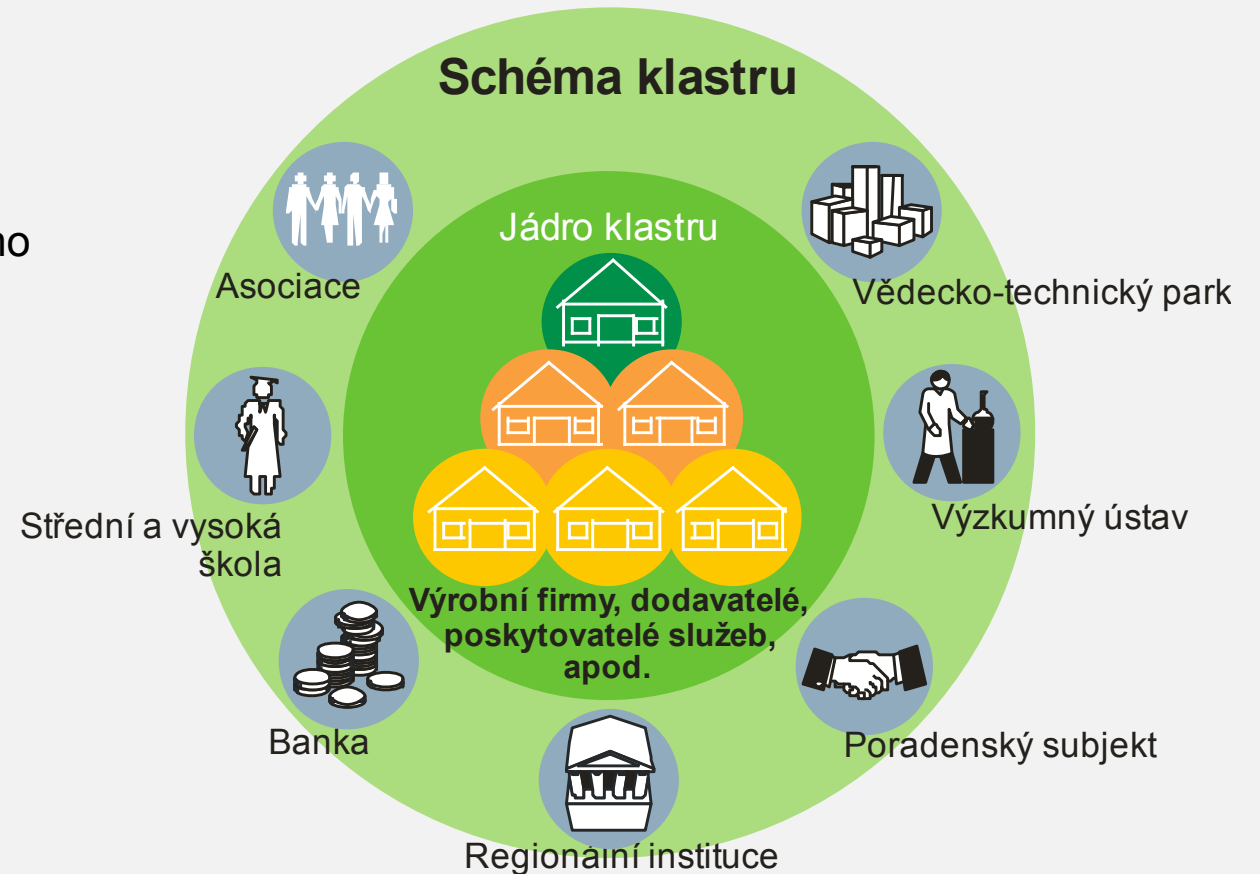 Schéma klastru
Jádro klastru
no
Asociace
Vědecko-technický park
Střední a vysoká
škola
Výzkumný ústav
Výrobní firmy, dodavatelé,
poskytovatelé služeb,
apod.
Banka
Poradenský subjekt
Regionální instituce